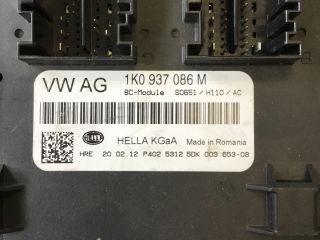 VW AG 1K0 937 086 M
BC-Module S0651 / H110 / AC
HELLA KGaA Made in Romania
HRE 20 02.12 P402 5312 5DK 009 653-08